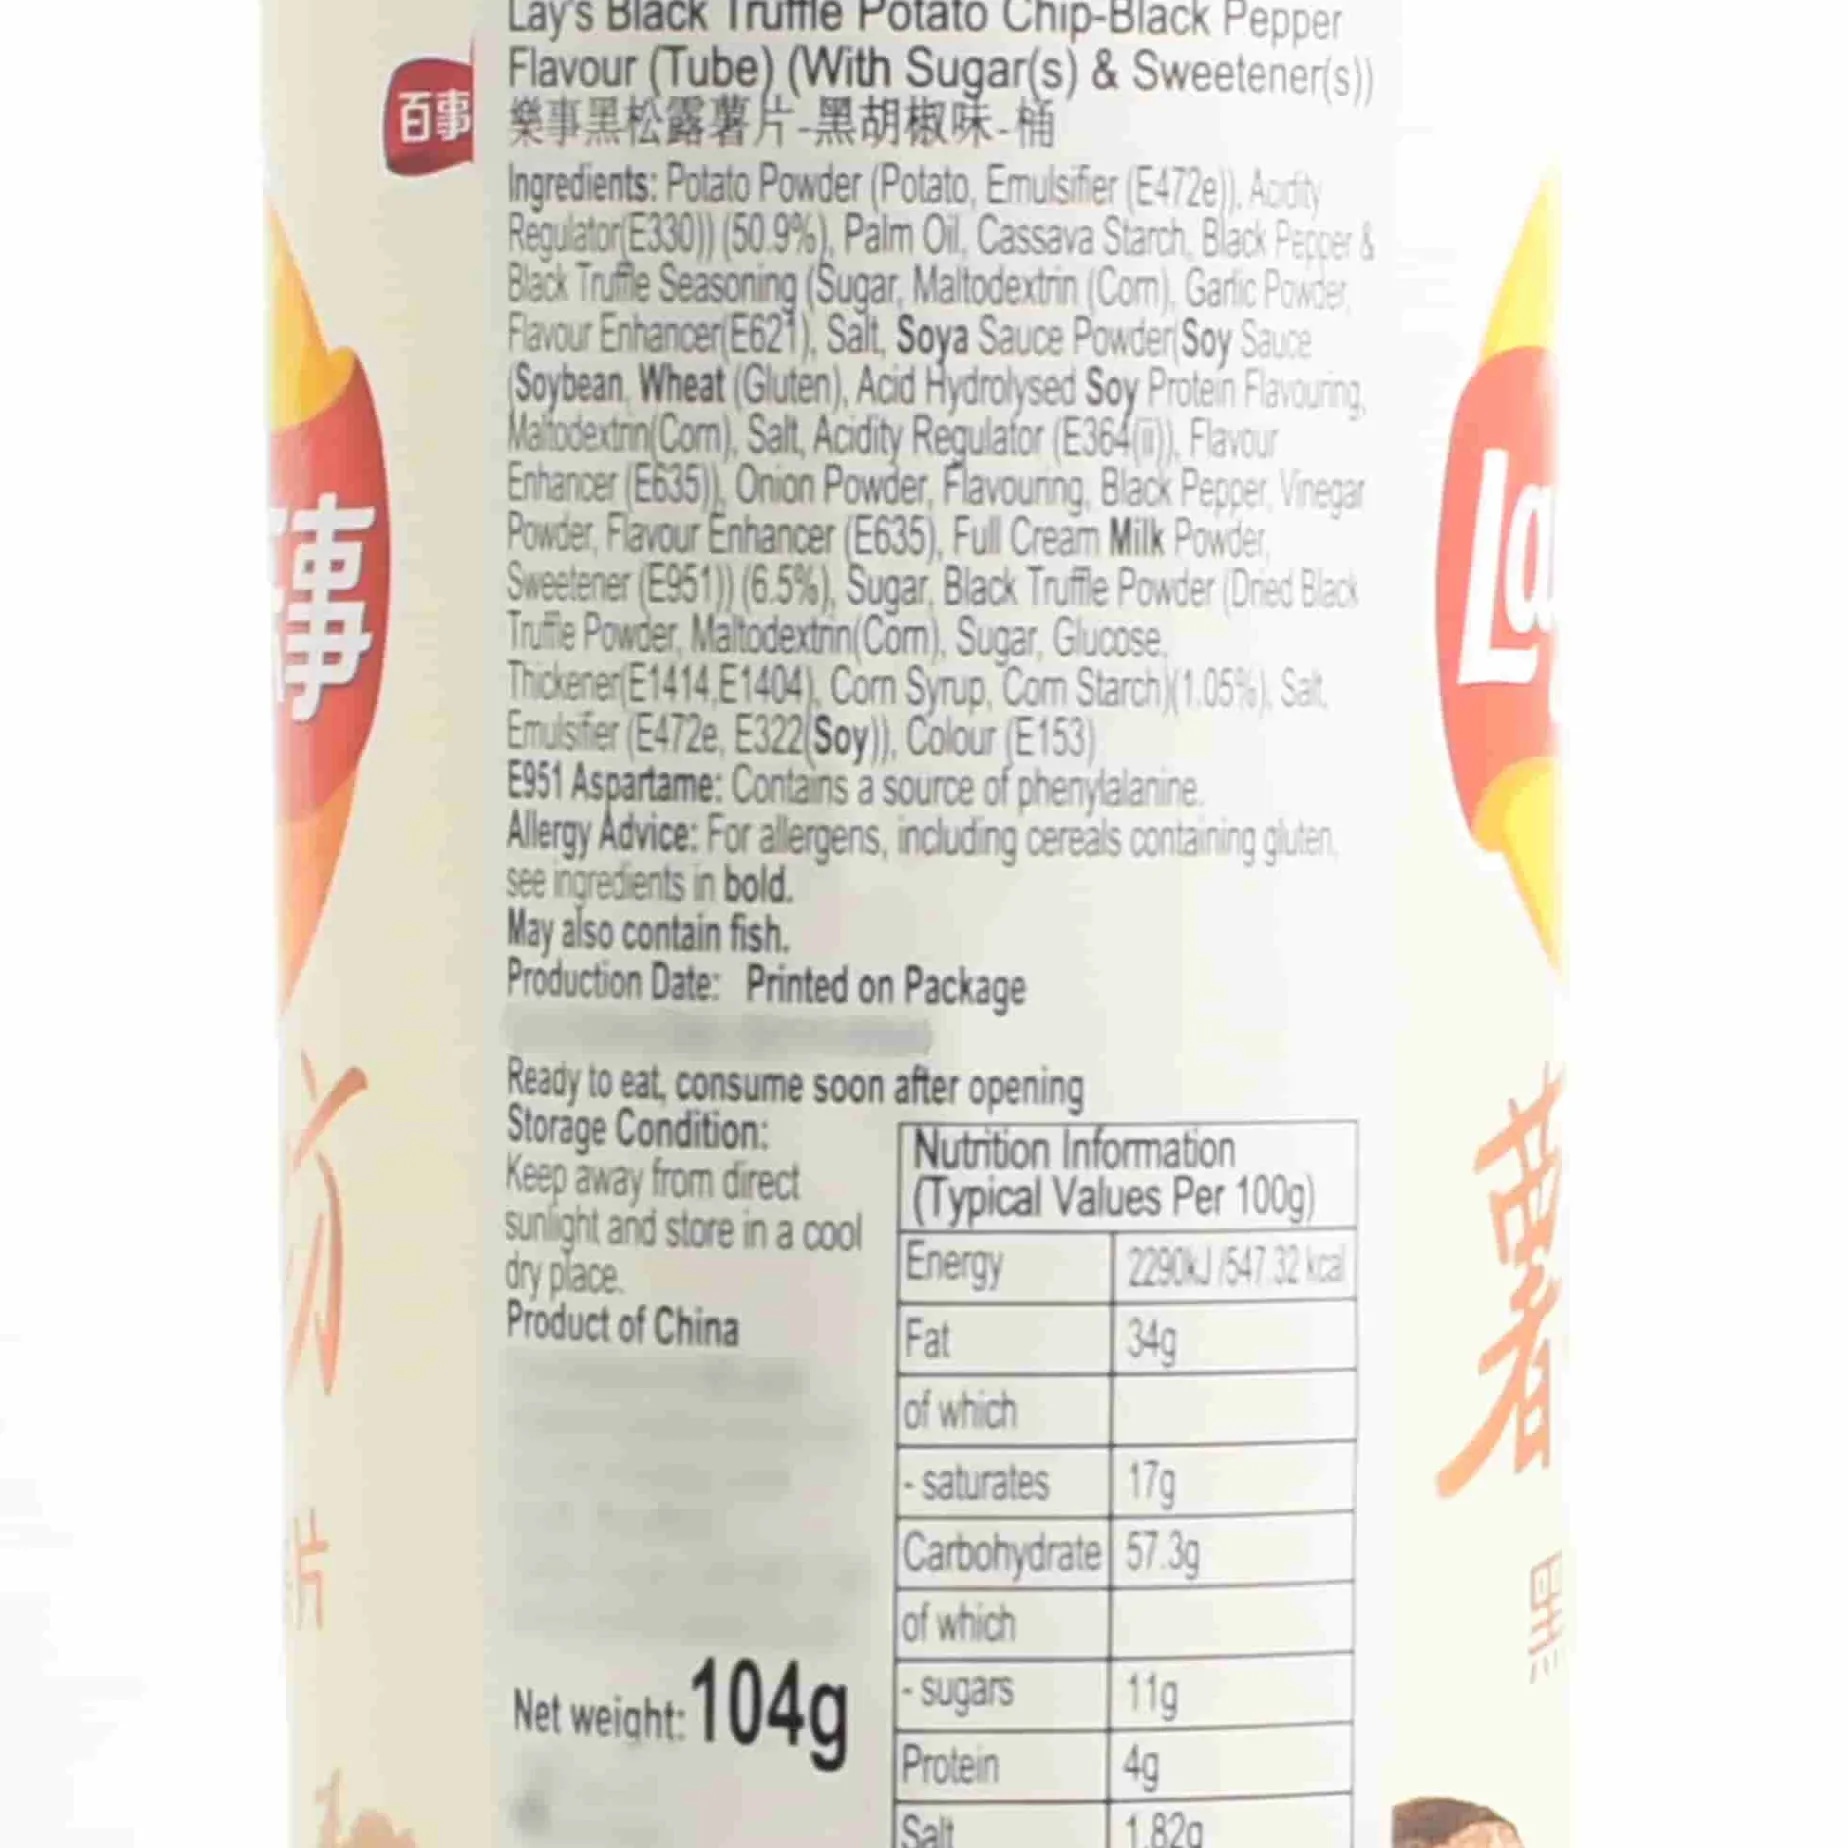 Lay's Black Truffle Potato Chip-Black Pepper
Flavour (Tube) (With Sugar(s) & Sweetener(s))
樂事黑松露薯片-黑胡椒味-桶
百事
Ingredients: Potato Powder (Potato, Emulsifier (E472e)), Acidity
Regulator(E330)) (50.9%), Palm Oil, Cassava Starch, Black Pepper &
Black Truffle Seasoning (Sugar, Maltodextrin (Corn), Garlic Powder,
Flavour Enhancer(E621), Salt, Soya Sauce Powder(Soy Sauce
(Soybean, Wheat (Gluten), Acid Hydrolysed Soy Protein Flavouring,
Maltodextrin(Corn), Salt, Acidity Regulator (E364(ii)), Flavour
Enhancer (E635)), Onion Powder, Flavouring, Black Pepper, Vinegar
Powder, Flavour Enhancer (E635), Full Cream Milk Powder,
Sweetener (E951)) (6.5%), Sugar, Black Truffle Powder (Dried Black
Truffle Powder, Maltodextrin(Corn), Sugar, Glucose,
Thickener(E1414,E1404), Corn Syrup, Corn Starch)(1.05%), Salt,
Emulsifier (E472e, E322(Soy)), Colour (E153)
E951 Aspartame: Contains a source of phenylalanine.
Allergy Advice: For allergens, including cereals containing gluten,
see ingredients in bold.
May also contain fish.
Production Date: Printed on Package
Ready to eat, consume soon after opening
Storage Condition:
Keep away from direct
sunlight and store in a cool
dry place.
Product of China
Net weight: 104g
Nutrition Information
(Typical Values Per 100g)
Energy 2290kJ /547.32 kcal
Fat 34g
of which
- saturates 17g
Carbohydrate 57.3g
of which
- sugars 11g
Protein 4g
Salt 1.82g
事
片
La
薯
黑